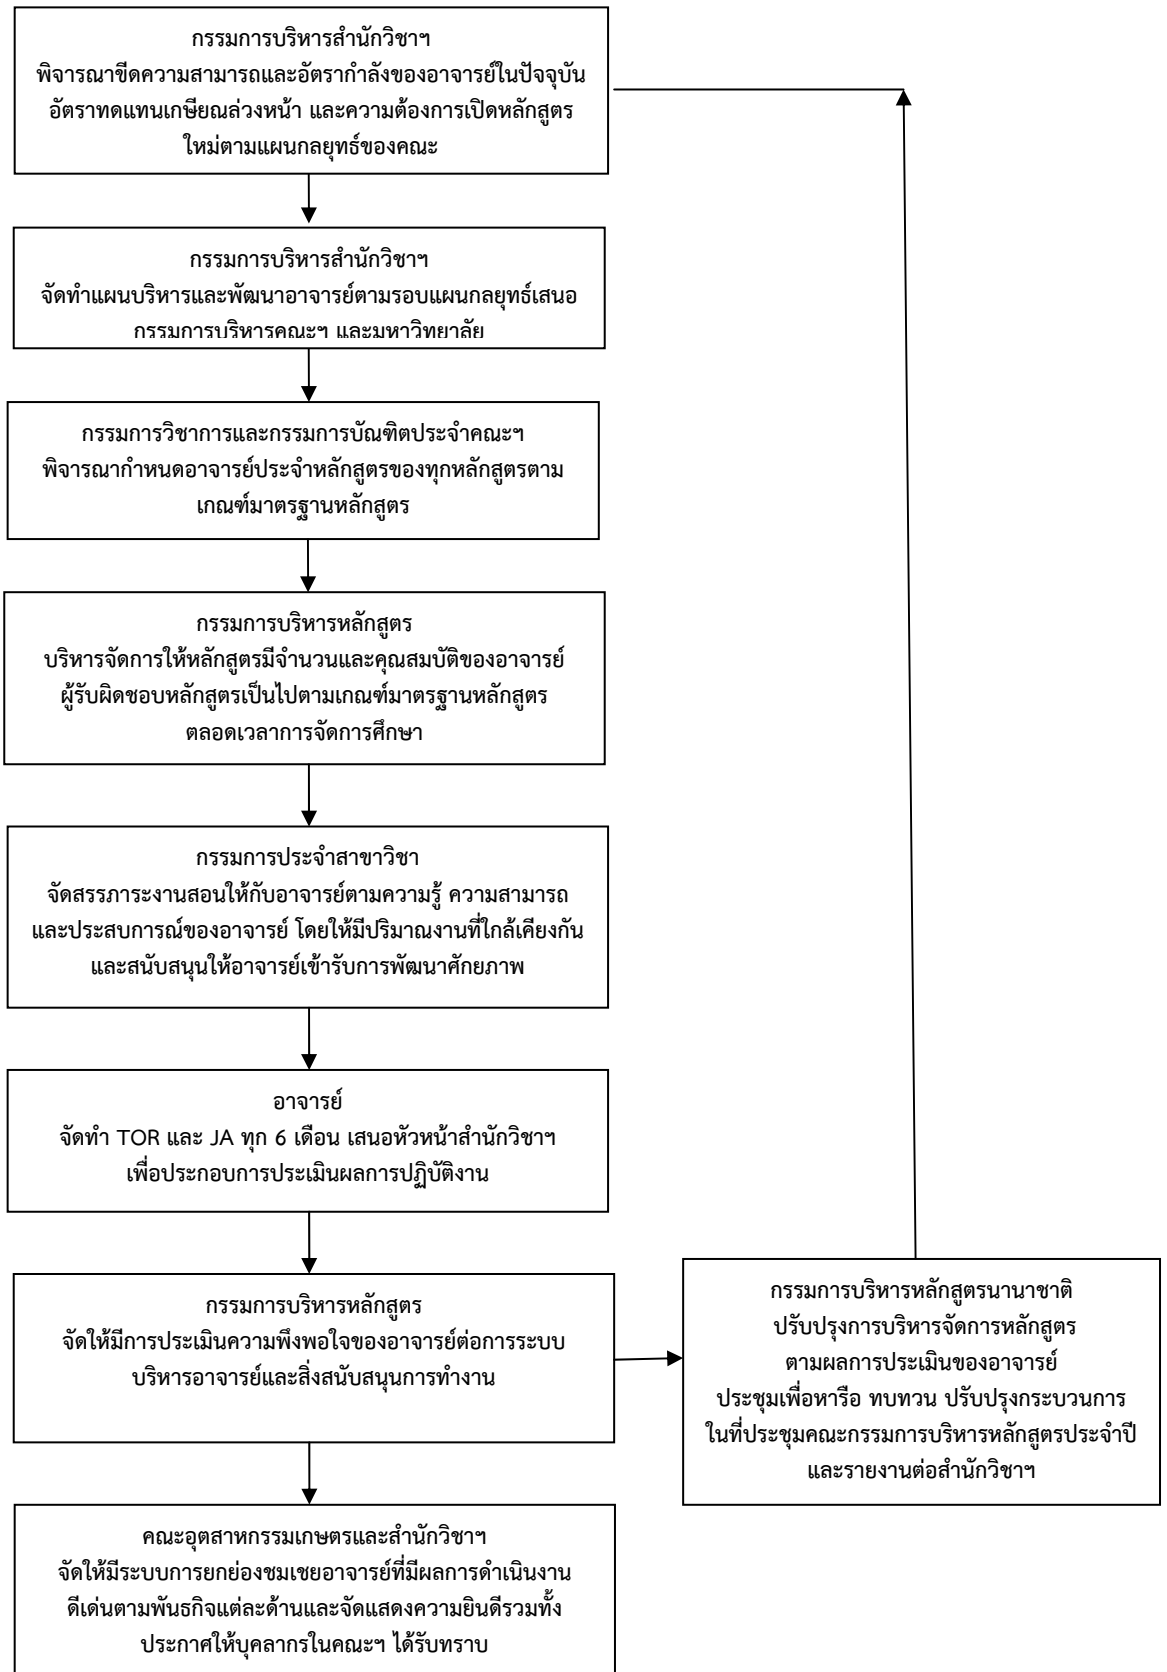 กรรมการบริหารสำนักวิชาฯ
พิจารณาขีดความสามารถและอัตรากำลังของอาจารย์ในปัจจุบัน
อัตราทดแทนเกษียณล่วงหน้า และความต้องการเปิดหลักสูตร
ใหม่ตามแผนกลยุทธ์ของคณะ
กรรมการบริหารสำนักวิชาฯ
จัดทำแผนบริหารและพัฒนาอาจารย์ตามรอบแผนกลยุทธ์เสนอ
กรรมการบริหารคณะฯ และมหาวิทยาลัย
กรรมการวิชาการและกรรมการบัณฑิตประจำคณะฯ
พิจารณากำหนดอาจารย์ประจำหลักสูตรของทุกหลักสูตรตาม
เกณฑ์มาตรฐานหลักสูตร
กรรมการบริหารหลักสูตร
บริหารจัดการให้หลักสูตรมีจำนวนและคุณสมบัติของอาจารย์
ผู้รับผิดชอบหลักสูตรเป็นไปตามเกณฑ์มาตรฐานหลักสูตร
ตลอดเวลาการจัดการศึกษา
กรรมการประจำสาขาวิชา
จัดสรรภาระงานสอนให้กับอาจารย์ตามความรู้ ความสามารถ
และประสบการณ์ของอาจารย์ โดยให้มีปริมาณงานที่ใกล้เคียงกัน
และสนับสนุนให้อาจารย์เข้ารับการพัฒนาศักยภาพ
อาจารย์
จัดทำ TOR และ JA ทุก 6 เดือน เสนอหัวหน้าสำนักวิชาฯ
เพื่อประกอบการประเมินผลการปฏิบัติงาน
กรรมการบริหารหลักสูตร
จัดให้มีการประเมินความพึงพอใจของอาจารย์ต่อการระบบ
บริหารอาจารย์และสิ่งสนับสนุนการทำงาน
กรรมการบริหารหลักสูตรนานาชาติ
ปรับปรุงการบริหารจัดการหลักสูตร
ตามผลการประเมินของอาจารย์
ประชุมเพื่อหารือ ทบทวน ปรับปรุงกระบวนการ
ในที่ประชุมคณะกรรมการบริหารหลักสูตรประจำปี
และรายงานต่อสำนักวิชาฯ
คณะอุตสาหกรรมเกษตรและสำนักวิชาฯ
จัดให้มีระบบการยกย่องชมเชยอาจารย์ที่มีผลการดำเนินงาน
ดีเด่นตามพันธกิจแต่ละด้านและจัดแสดงความยินดีรวมทั้ง
ประกาศให้บุคลากรในคณะฯ ได้รับทราบ